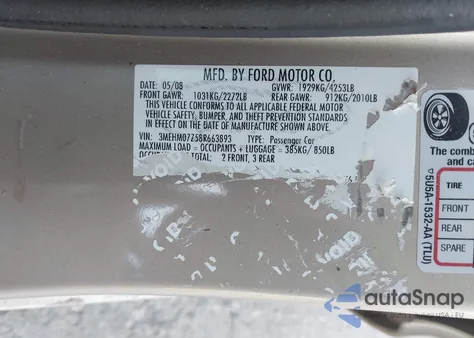 MFD. BY FORD MOTOR CO.
DATE: 05/08 GVWR: 1929KG/4253LB
FRONT GAWR: 1031KG/2272LB REAR GAWR: 912KG/2010LB
THIS VEHICLE CONFORMS TO ALL APPLICABLE FEDERAL MOTOR
VEHICLE SAFETY, BUMPER, AND THEFT PREVENTION STANDARDS
IN EFFECT ON THE DATE OF MANUFACTURE SHOWN ABOVE.
VIN: 3MEHM07Z58R663893 TYPE: Passenger Car
MAXIMUM LOAD = OCCUPANTS + LUGGAGE = 385KG/ 850LB
TOTAL: 2 FRONT, 3 REAR
VOID
The comb
and ca
TIRE
FRONT
REAR
SPARE
5U5A-1532-AA (TLU)
autoSnap